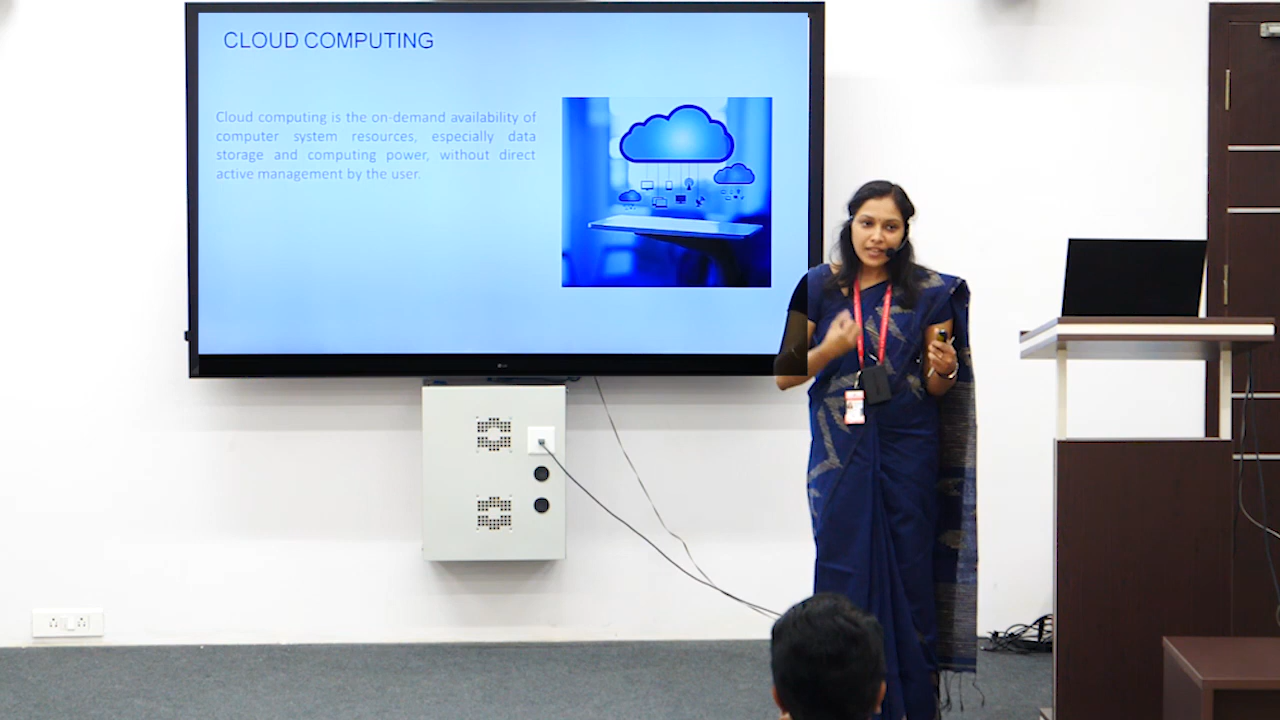 CLOUD COMPUTING
Cloud computing is the on-demand availability of
computer system resources, especially data
storage and computing power, without direct
active management by the user.
LG